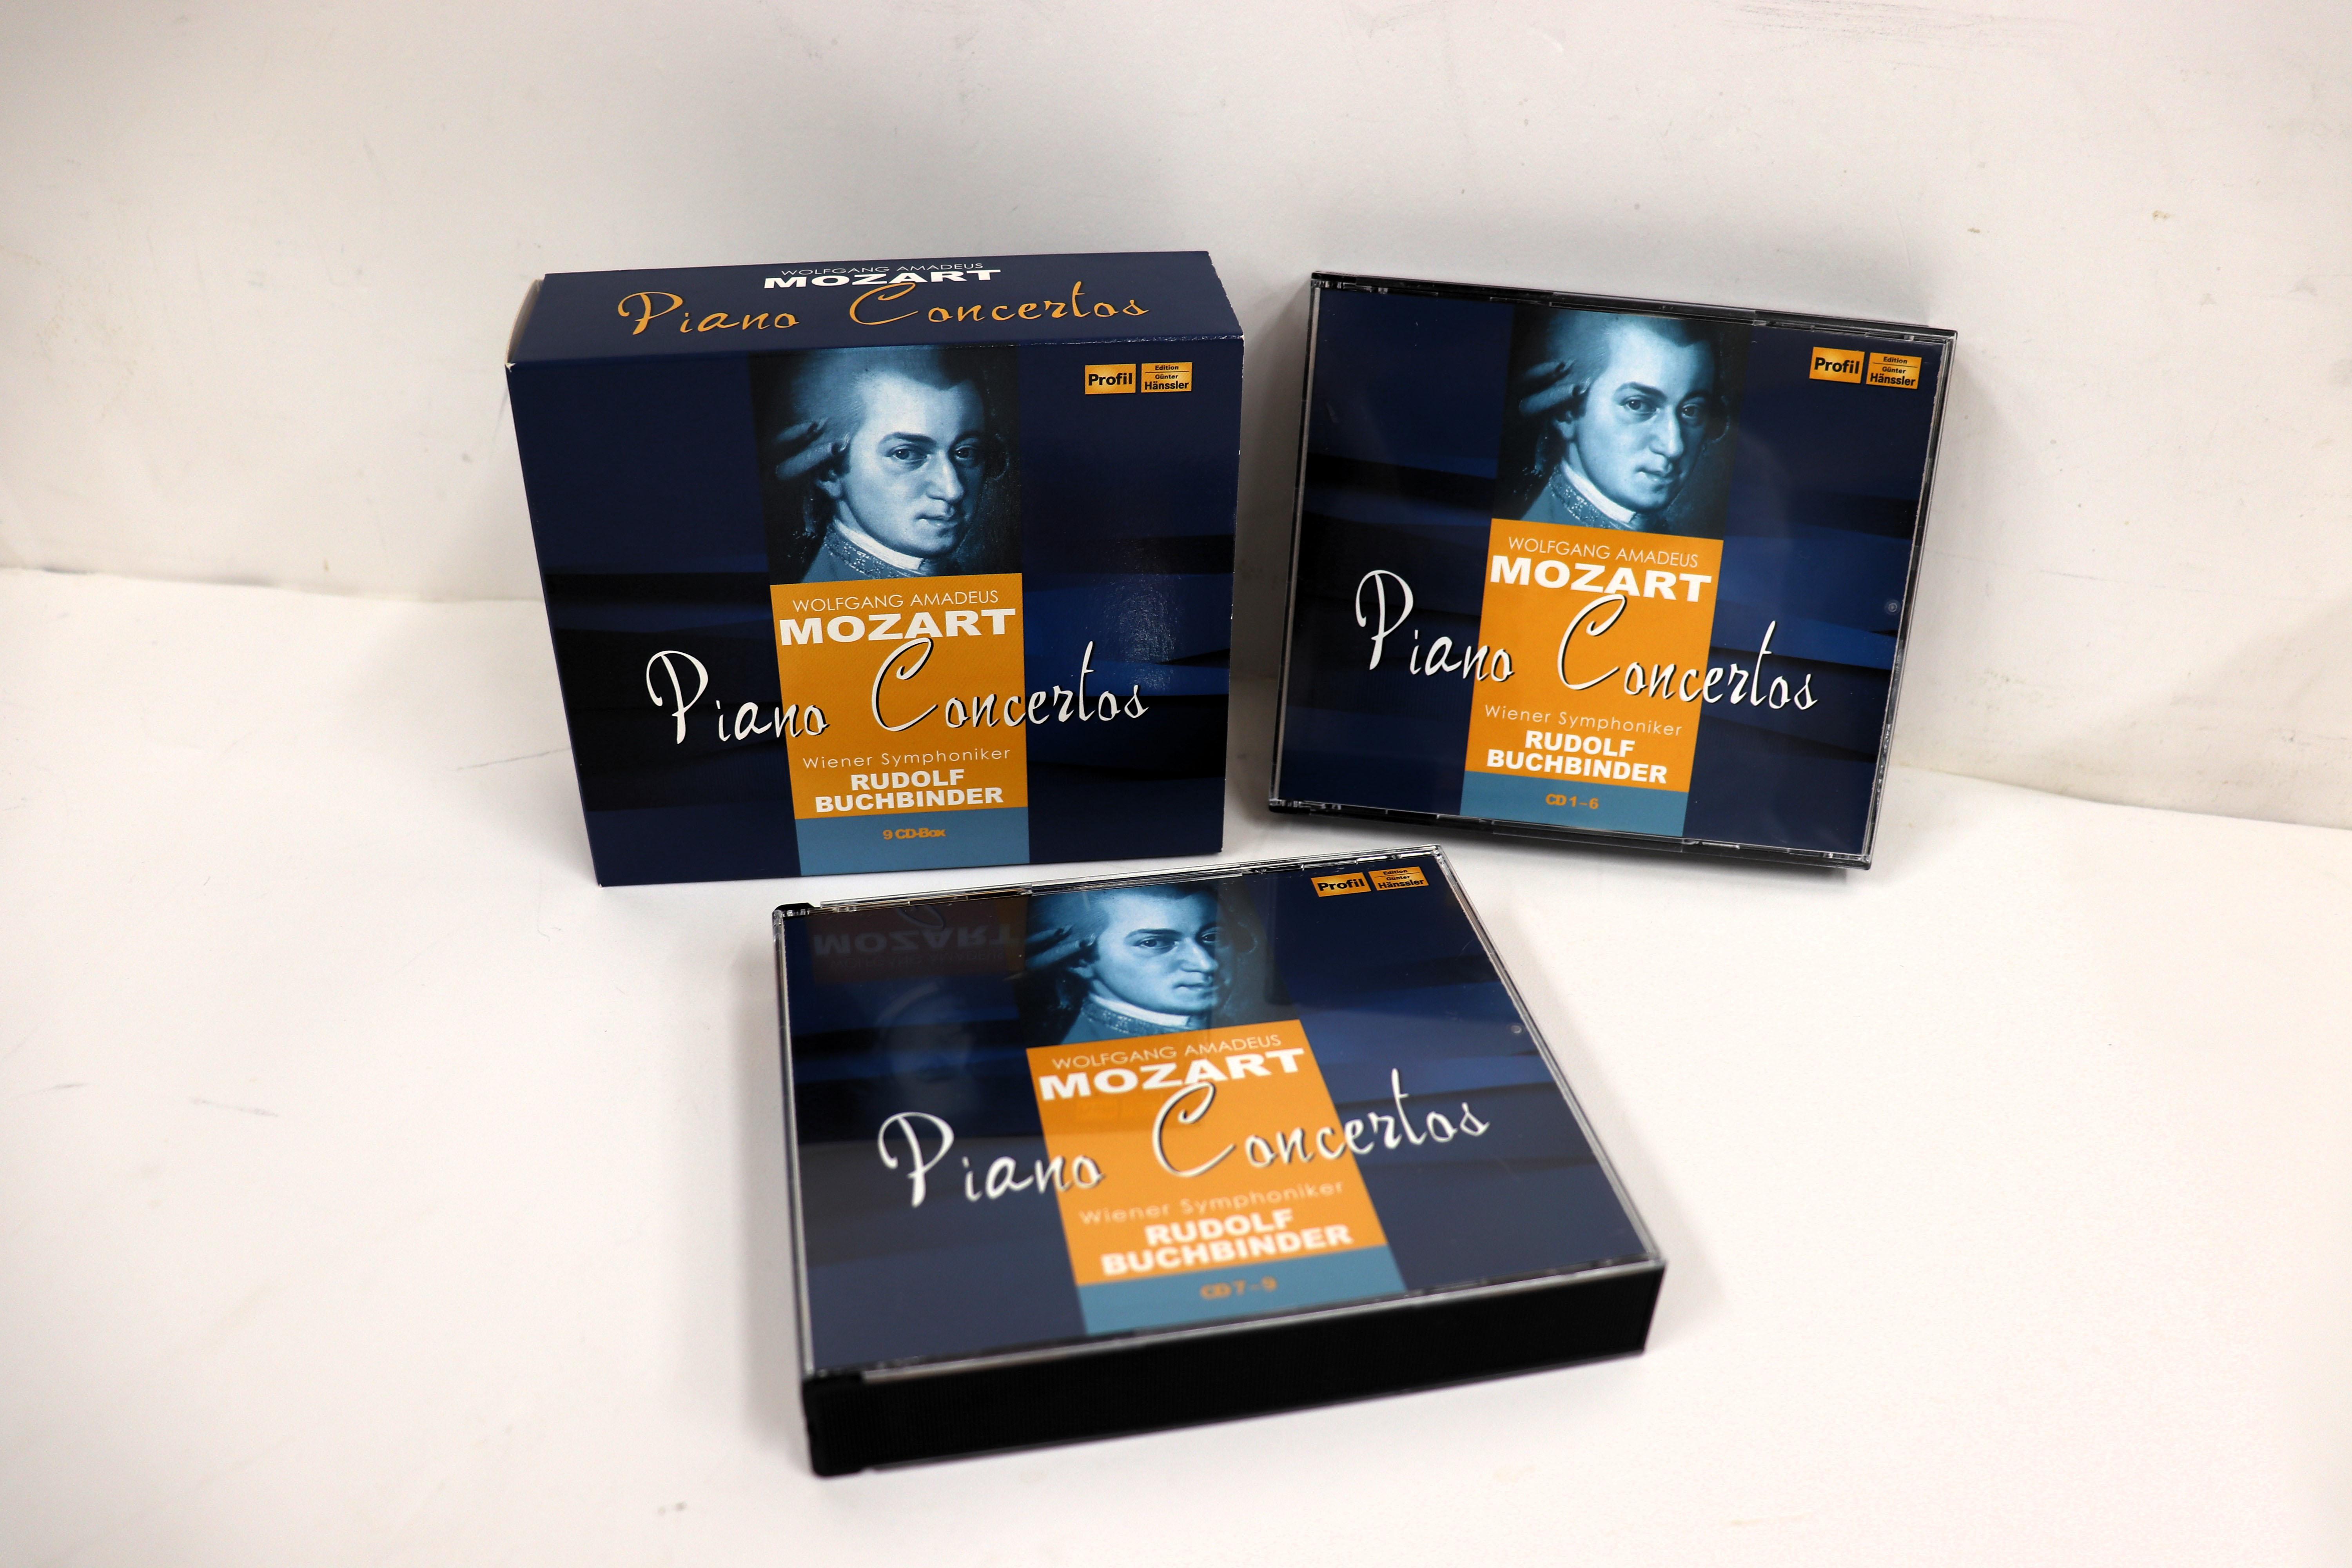 WOLFGANG AMADEUS
MOZART
Piano Concertos
Profil
Edition
Günter
Hänssler
WOLFGANG AMADEUS
MOZART
Piano Concertos
Wiener Symphoniker
RUDOLF
BUCHBINDER
9 CD-Box
Profil
Edition
Günter
Hänssler
WOLFGANG AMADEUS
MOZART
Piano Concertos
Wiener Symphoniker
RUDOLF
BUCHBINDER
CD 1-6
Profil
Edition
Günter
Hänssler
WOLFGANG AMADEUS
MOZART
Piano Concertos
Wiener Symphoniker
RUDOLF
BUCHBINDER
CD 7-9